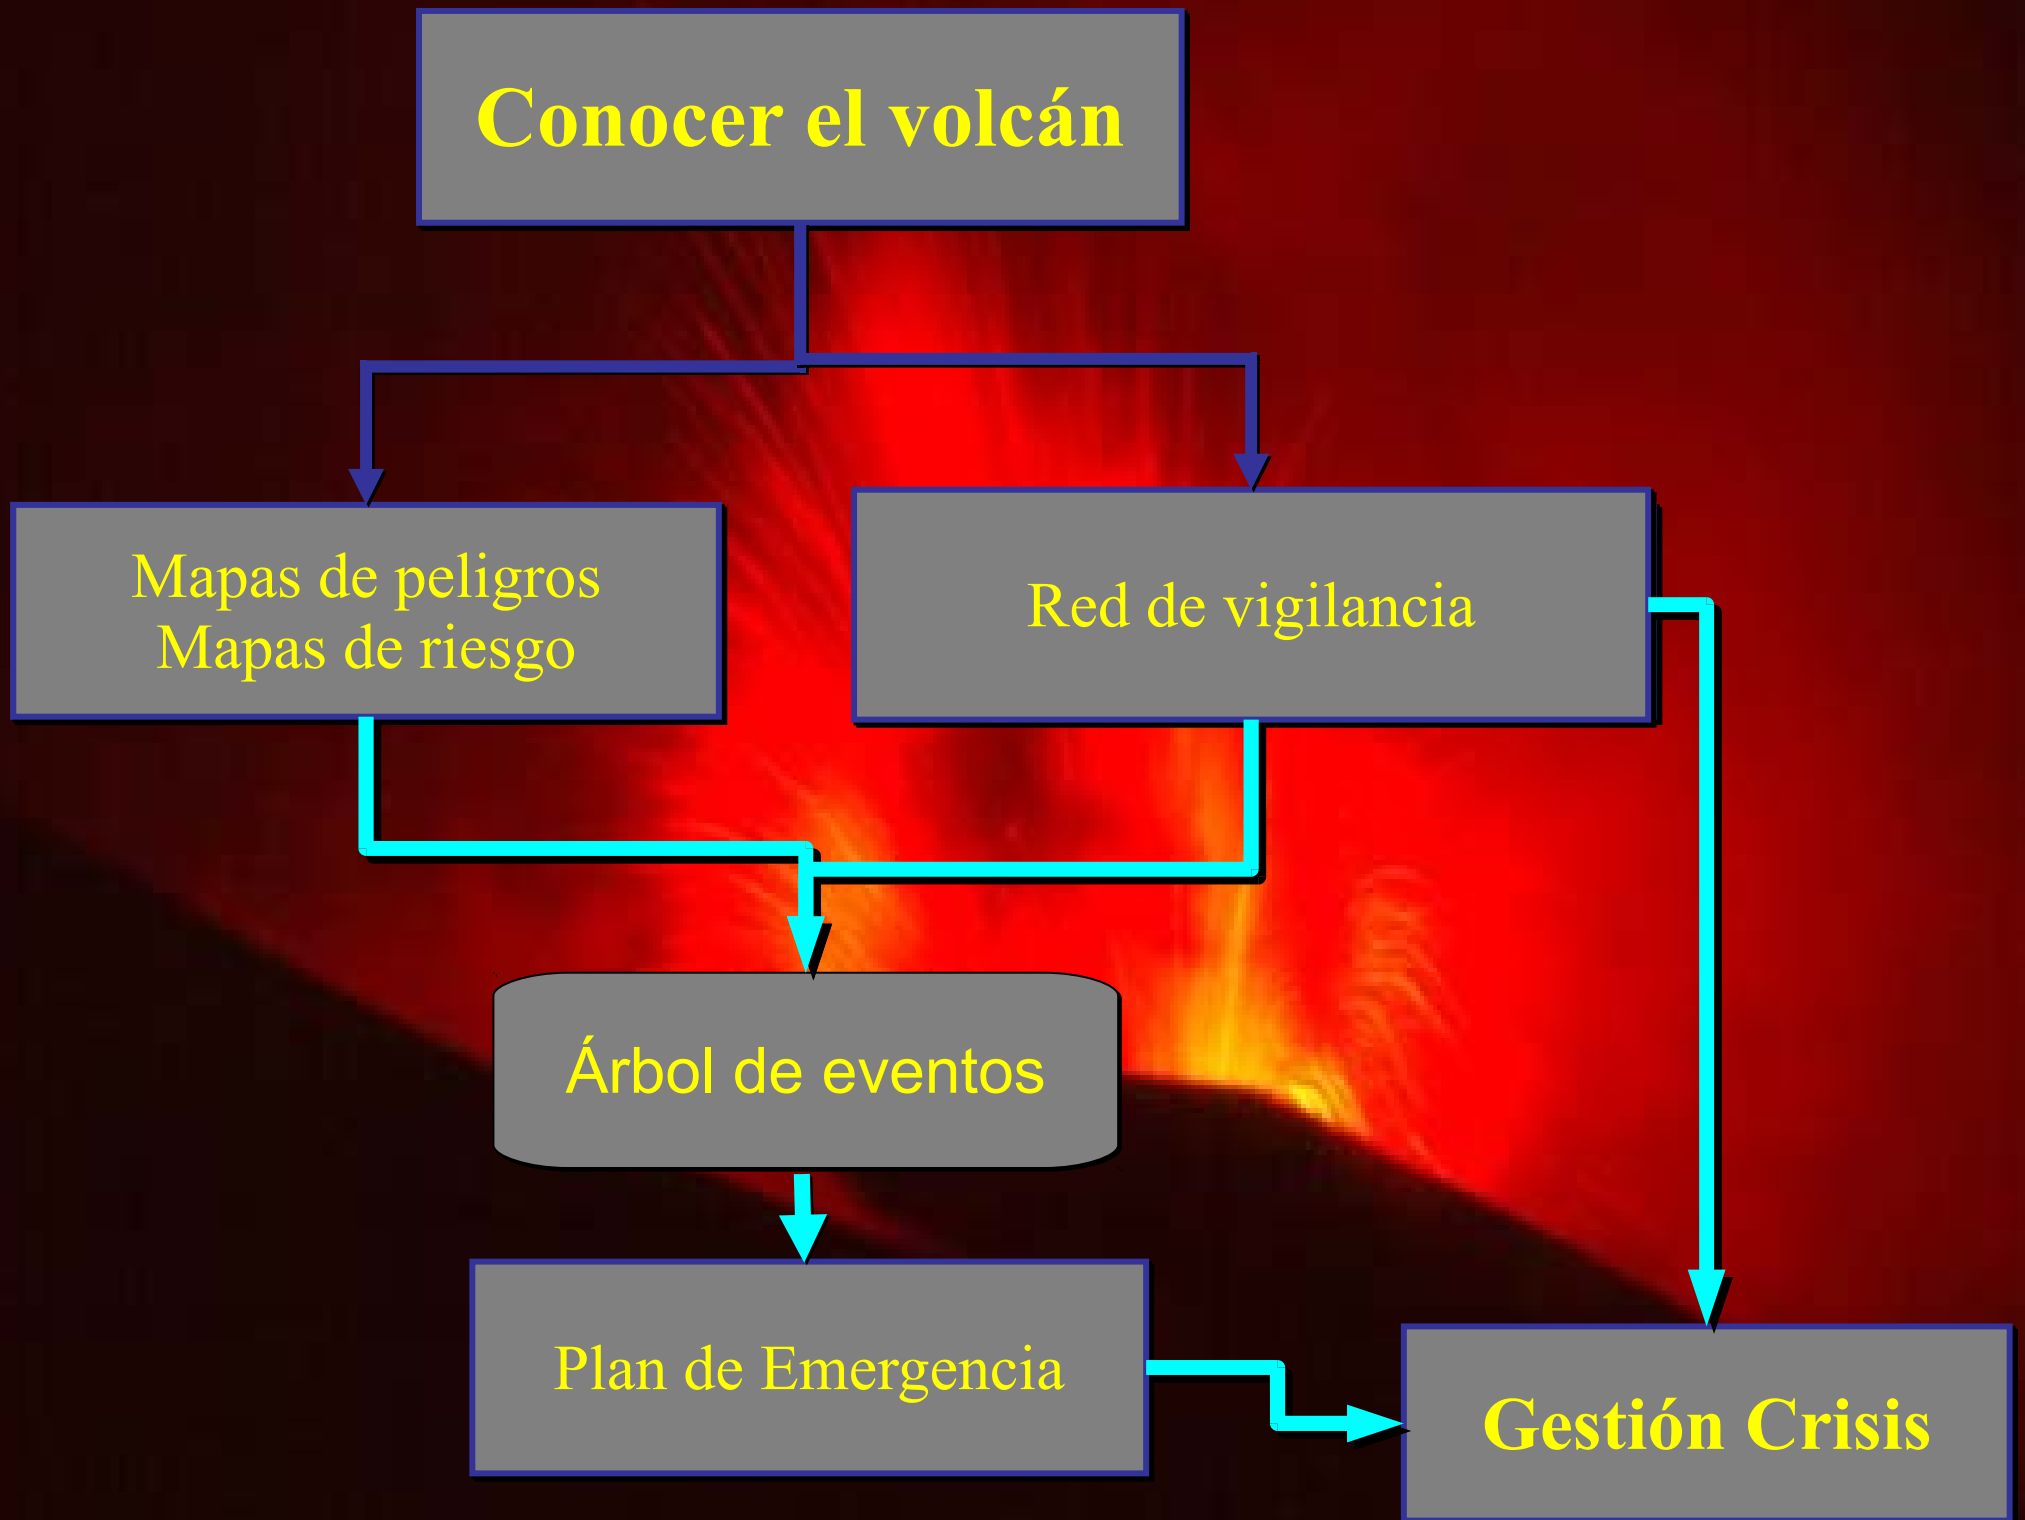 Conocer el volcán
Mapas de peligros
Mapas de riesgo
Red de vigilancia
Árbol de eventos
Plan de Emergencia
Gestión Crisis